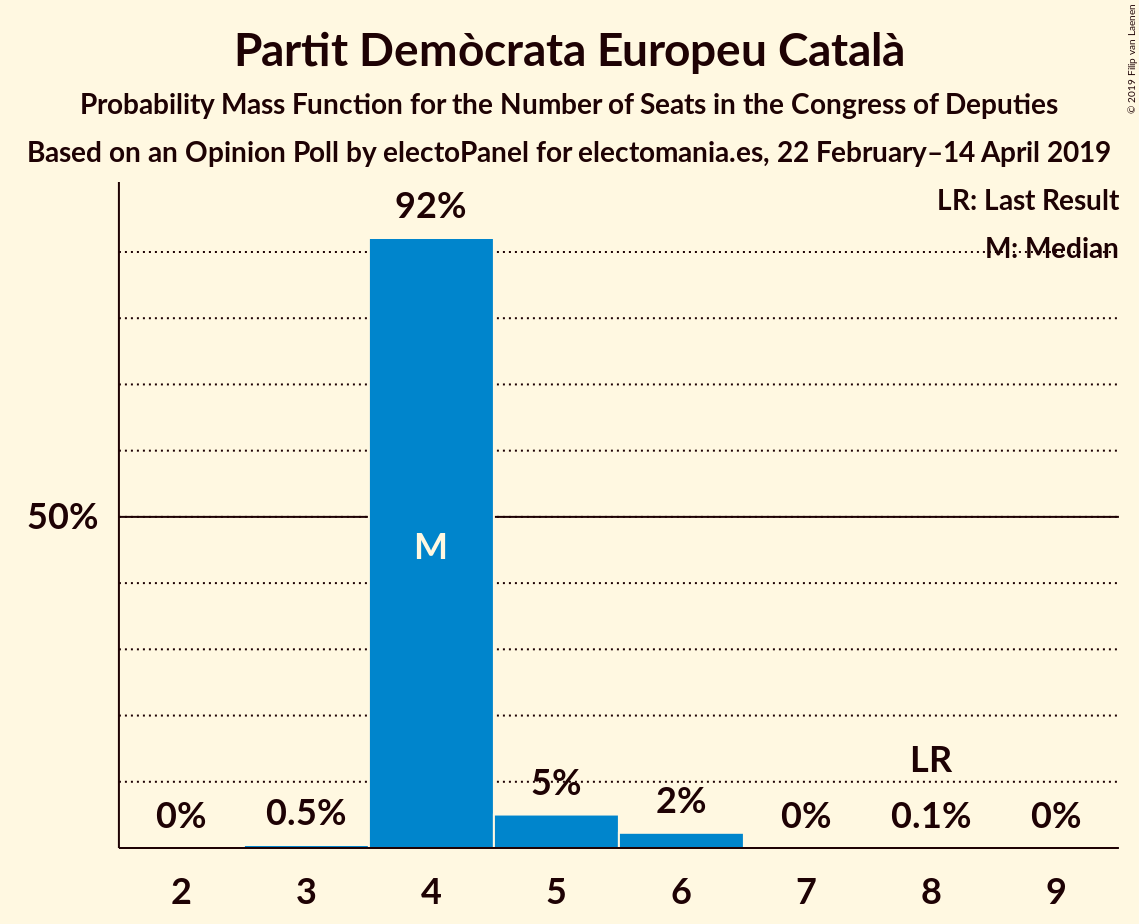 Partit Demòcrata Europeu Català
Probability Mass Function for the Number of Seats in the Congress of Deputies
Based on an Opinion Poll by electoPanel for electomania.es, 22 February–14 April 2019
© 2019 Filip van Laenen
LR: Last Result
M: Median
92%
50%
M
LR
0% 0.5% 5% 2% 0% 0.1% 0%
2 3 4 5 6 7 8 9